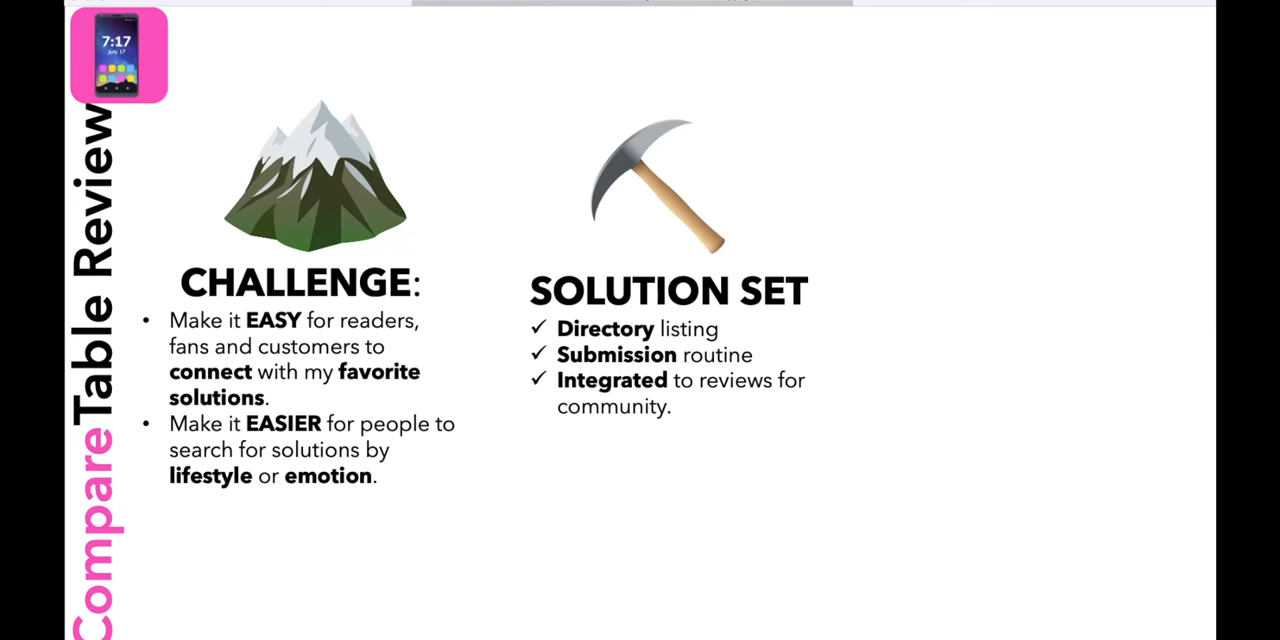 7:17
July 17
CompareTable Review
CHALLENGE:
• Make it EASY for readers,
fans and customers to
connect with my favorite
solutions.
• Make it EASIER for people to
search for solutions by
lifestyle or emotion.
SOLUTION SET
✓ Directory listing
✓ Submission routine
✓ Integrated to reviews for
community.